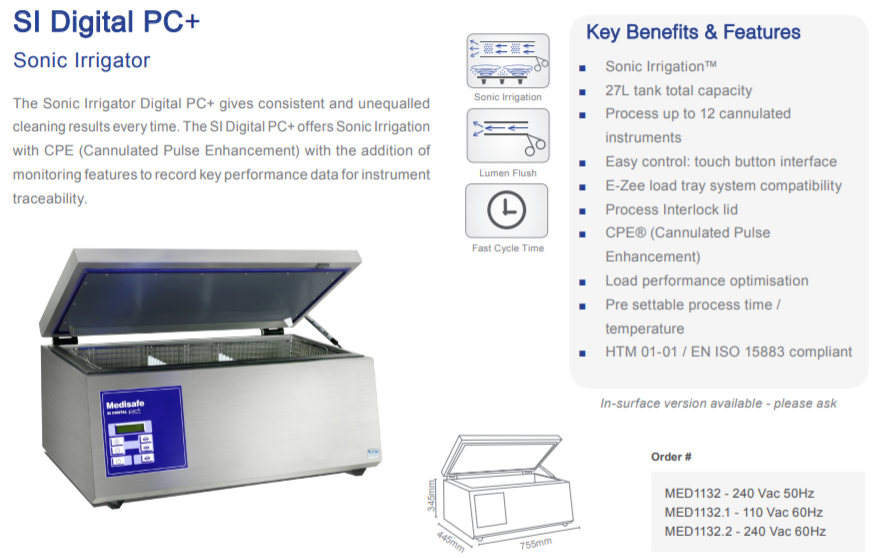 SI Digital PC+
Sonic Irrigator
The Sonic Irrigator Digital PC+ gives consistent and unequalled
cleaning results every time. The SI Digital PC+ offers Sonic Irrigation
with CPE (Cannulated Pulse Enhancement) with the addition of
monitoring features to record key performance data for instrument
traceability.
Sonic Irrigation
Lumen Flush
Fast Cycle Time
Key Benefits & Features
Sonic Irrigation™
27L tank total capacity
Process up to 12 cannulated
instruments
Easy control: touch button interface
E-Zee load tray system compatibility
Process Interlock lid
CPE® (Cannulated Pulse
Enhancement)
Load performance optimisation
Pre settable process time /
temperature
HTM 01-01 / EN ISO 15883 compliant
In-surface version available - please ask
Medisafe
SI DIGITAL
345mm
445mm
755mm
Order #
MED1132 - 240 Vac 50Hz
MED1132.1 - 110 Vac 60Hz
MED1132.2 - 240 Vac 60Hz